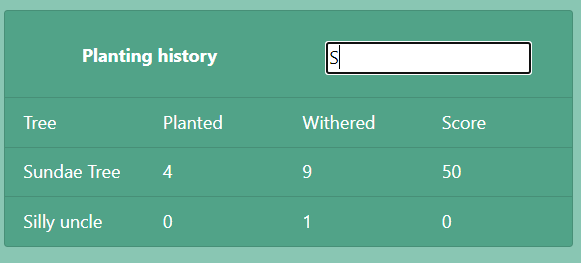 Planting history S
Tree Planted Withered Score
Sundae Tree 4 9 50
Silly uncle 0 1 0